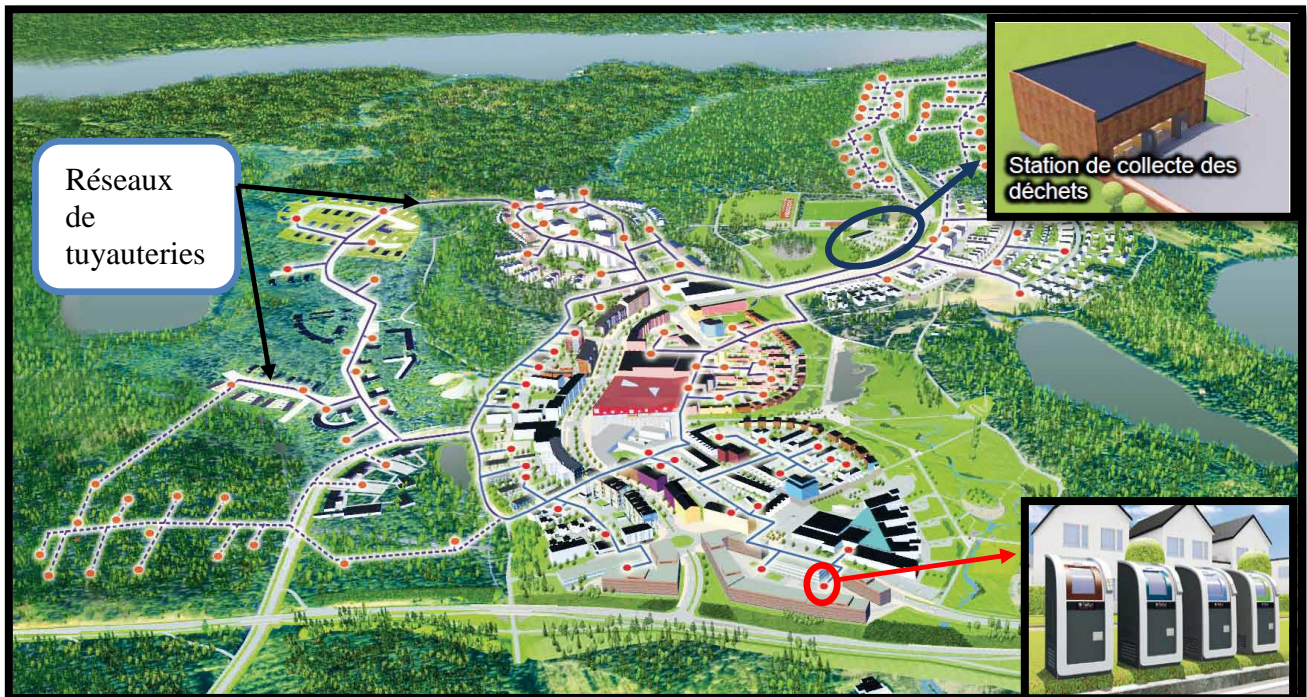 Réseaux
de
tuyauteries
Station de collecte des
déchets